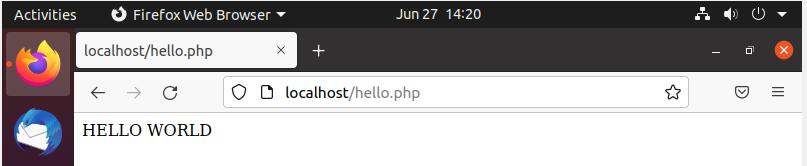 Activities Firefox Web Browser Jun 27 14:20
localhost/hello.php
localhost/hello.php
HELLO WORLD